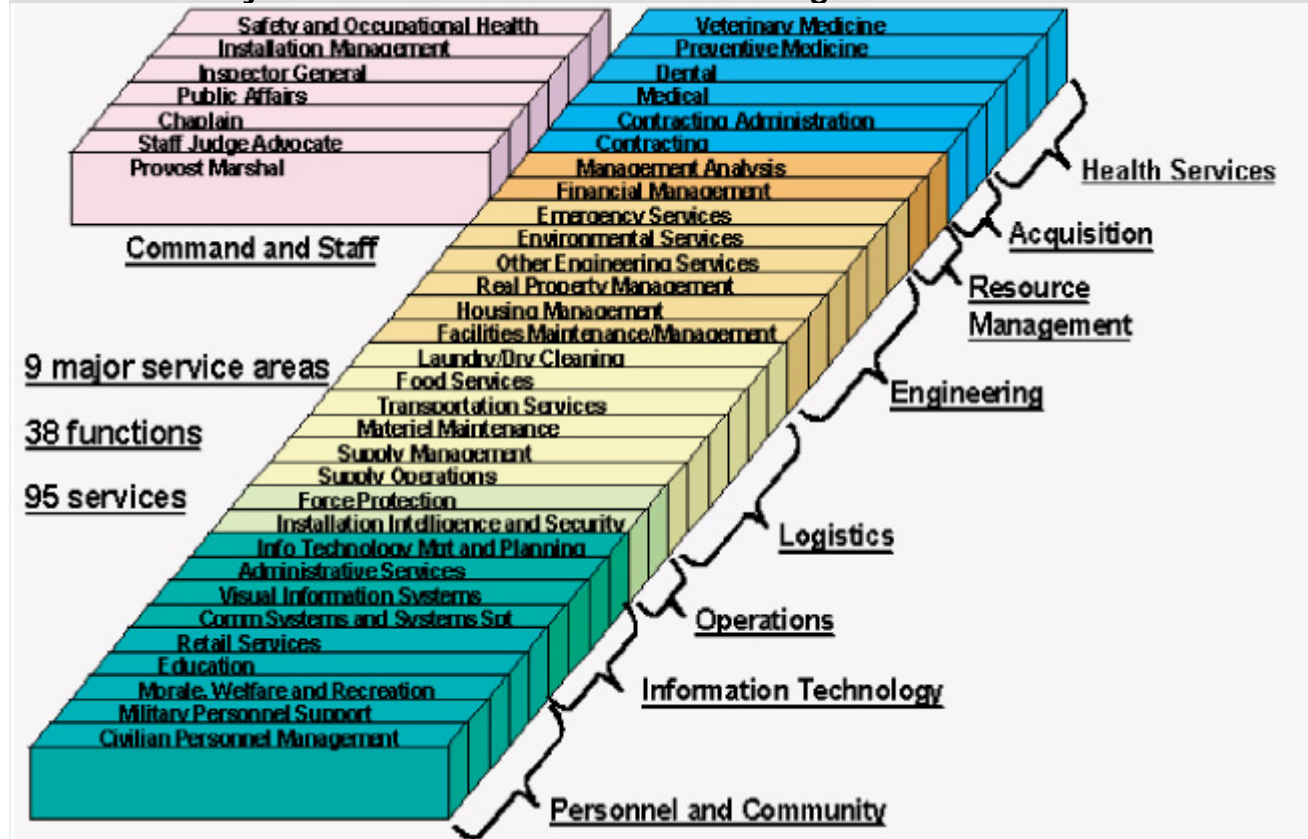 Safety and Occupational Health
Installation Management
Inspector General
Public Affairs
Chaplain
Staff Judge Advocate
Provost Marshal
Command and Staff
Veterinary Medicine
Preventive Medicine
Dental
Medical
Contracting Administration
Contracting
Management Analysis
Financial Management
Emergency Services
Environmental Services
Other Engineering Services
Real Property Management
Housing Management
Facilities Maintenance/Management
Laundry/Dry Cleaning
Food Services
Transportation Services
Materiel Maintenance
Supply Management
Supply Operations
Force Protection
Installation Intelligence and Security
Info Technology Mgt and Planning
Administrative Services
Visual Information Systems
Comm Systems and Systems Spt
Retail Services
Education
Morale, Welfare and Recreation
Military Personnel Support
Civilian Personnel Management
9 major service areas
38 functions
95 services
Health Services
Acquisition
Resource
Management
Engineering
Logistics
Operations
Information Technology
Personnel and Community